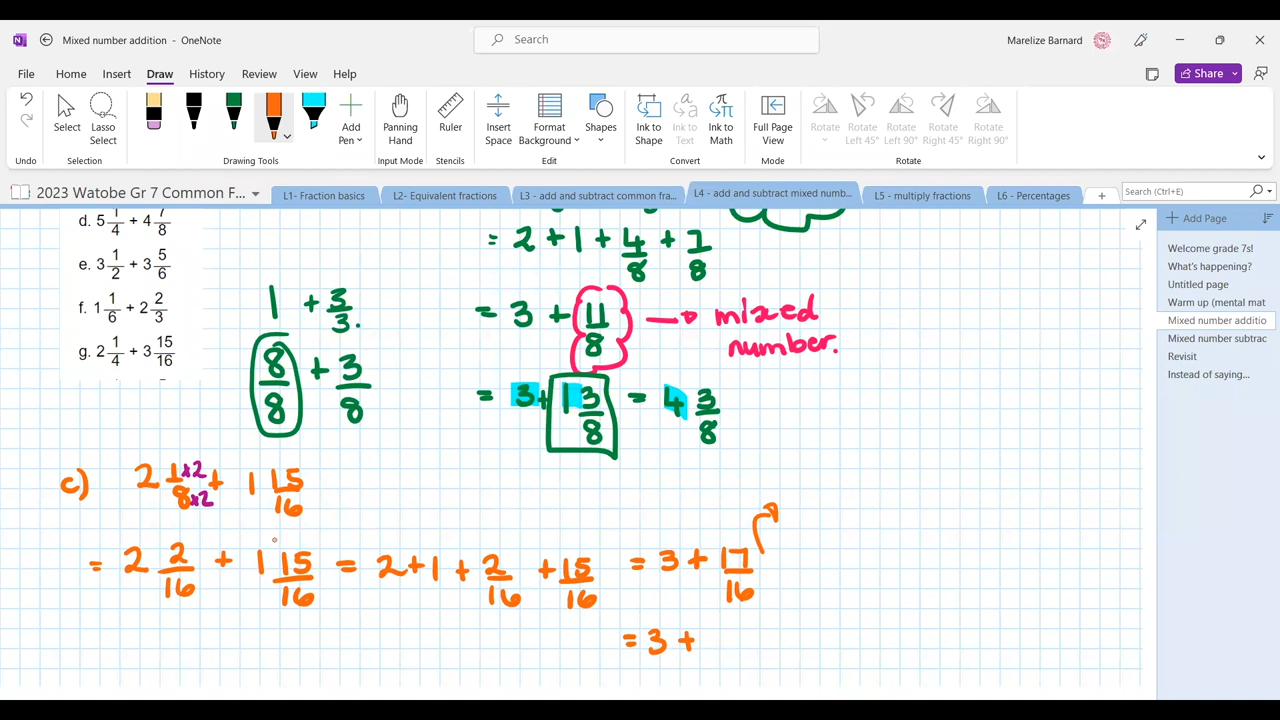 Mixed number addition - OneNote
Search
Marelize Barnard
File Home Insert Draw History Review View Help
Share
Undo
Select
Lasso Select
Add Pen
Panning Hand
Ruler
Insert Space
Format Background
Shapes
Ink to Shape
Ink to Text
Ink to Math
Full Page View
Rotate
Rotate Left 45°
Rotate Left 90°
Rotate Right 45°
Rotate Right 90°
Undo
Selection
Drawing Tools
Input Mode
Stencils
Edit
Convert
Mode
Rotate
2023 Watobe Gr 7 Common F...
L1- Fraction basics
L2- Equivalent fractions
L3 - add and subtract common fra...
L4 - add and subtract mixed numb...
L5 - multiply fractions
L6 - Percentages
+
Search (Ctrl+E)
Add Page
Welcome grade 7s!
What's happening?
Untitled page
Warm up (mental mat
Mixed number additio
Mixed number subtrac
Revisit
Instead of saying...
d. 5 1/4 + 4 7/8
e. 3 1/2 + 3 5/6
f. 1 1/6 + 2 2/3
g. 2 1/4 + 3 15/16
1 + 3/3.
8/8 + 3/8
= 2 + 1 + 4/8 + 7/8
= 3 + 11/8 → mixed number.
= 3 + 1 3/8 = 4 3/8
c) 2 1/8 ×2 ×2 + 1 15/16
= 2 2/16 + 1 15/16 = 2 + 1 + 2/16 + 15/16 = 3 + 17/16
= 3 +